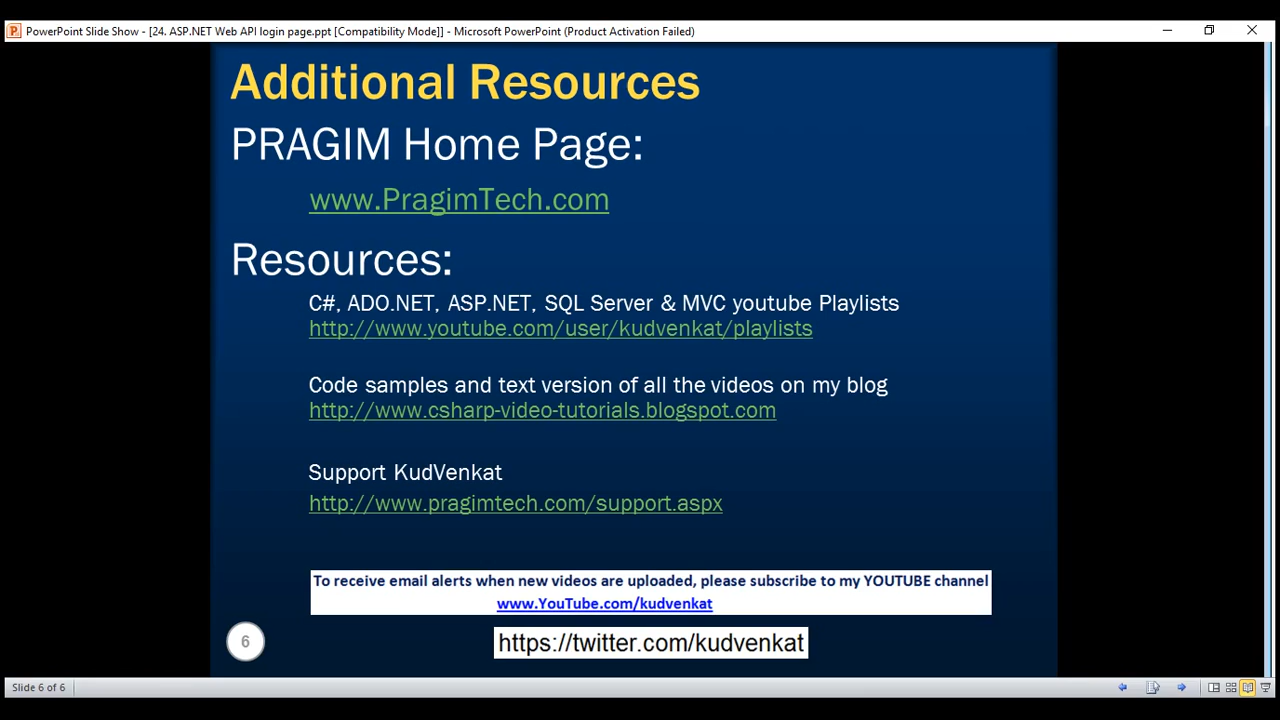 PowerPoint Slide Show - [24. ASP.NET Web API login page.ppt [Compatibility Mode]] - Microsoft PowerPoint (Product Activation Failed)
Additional Resources
PRAGIM Home Page:
www.PragimTech.com
Resources:
C#, ADO.NET, ASP.NET, SQL Server & MVC youtube Playlists
http://www.youtube.com/user/kudvenkat/playlists
Code samples and text version of all the videos on my blog
http://www.csharp-video-tutorials.blogspot.com
Support KudVenkat
http://www.pragimtech.com/support.aspx
To receive email alerts when new videos are uploaded, please subscribe to my YOUTUBE channel
www.YouTube.com/kudvenkat
6
https://twitter.com/kudvenkat
Slide 6 of 6